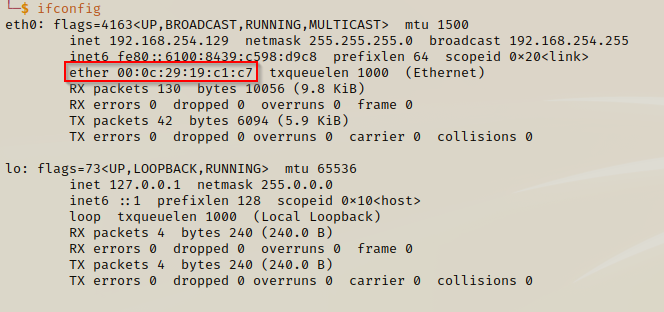 └─$ ifconfig
eth0: flags=4163<UP,BROADCAST,RUNNING,MULTICAST>  mtu 1500
        inet 192.168.254.129  netmask 255.255.255.0  broadcast 192.168.254.255
        inet6 fe80::6100:8439:c598:d9c8  prefixlen 64  scopeid 0×20<link>
        ether 00:0c:29:19:c1:c7  txqueuelen 1000  (Ethernet)
        RX packets 130  bytes 10056 (9.8 KiB)
        RX errors 0  dropped 0  overruns 0  frame 0
        TX packets 42  bytes 6094 (5.9 KiB)
        TX errors 0  dropped 0 overruns 0  carrier 0  collisions 0

lo: flags=73<UP,LOOPBACK,RUNNING>  mtu 65536
        inet 127.0.0.1  netmask 255.0.0.0
        inet6 ::1  prefixlen 128  scopeid 0×10<host>
        loop  txqueuelen 1000  (Local Loopback)
        RX packets 4  bytes 240 (240.0 B)
        RX errors 0  dropped 0  overruns 0  frame 0
        TX packets 4  bytes 240 (240.0 B)
        TX errors 0  dropped 0 overruns 0  carrier 0  collisions 0